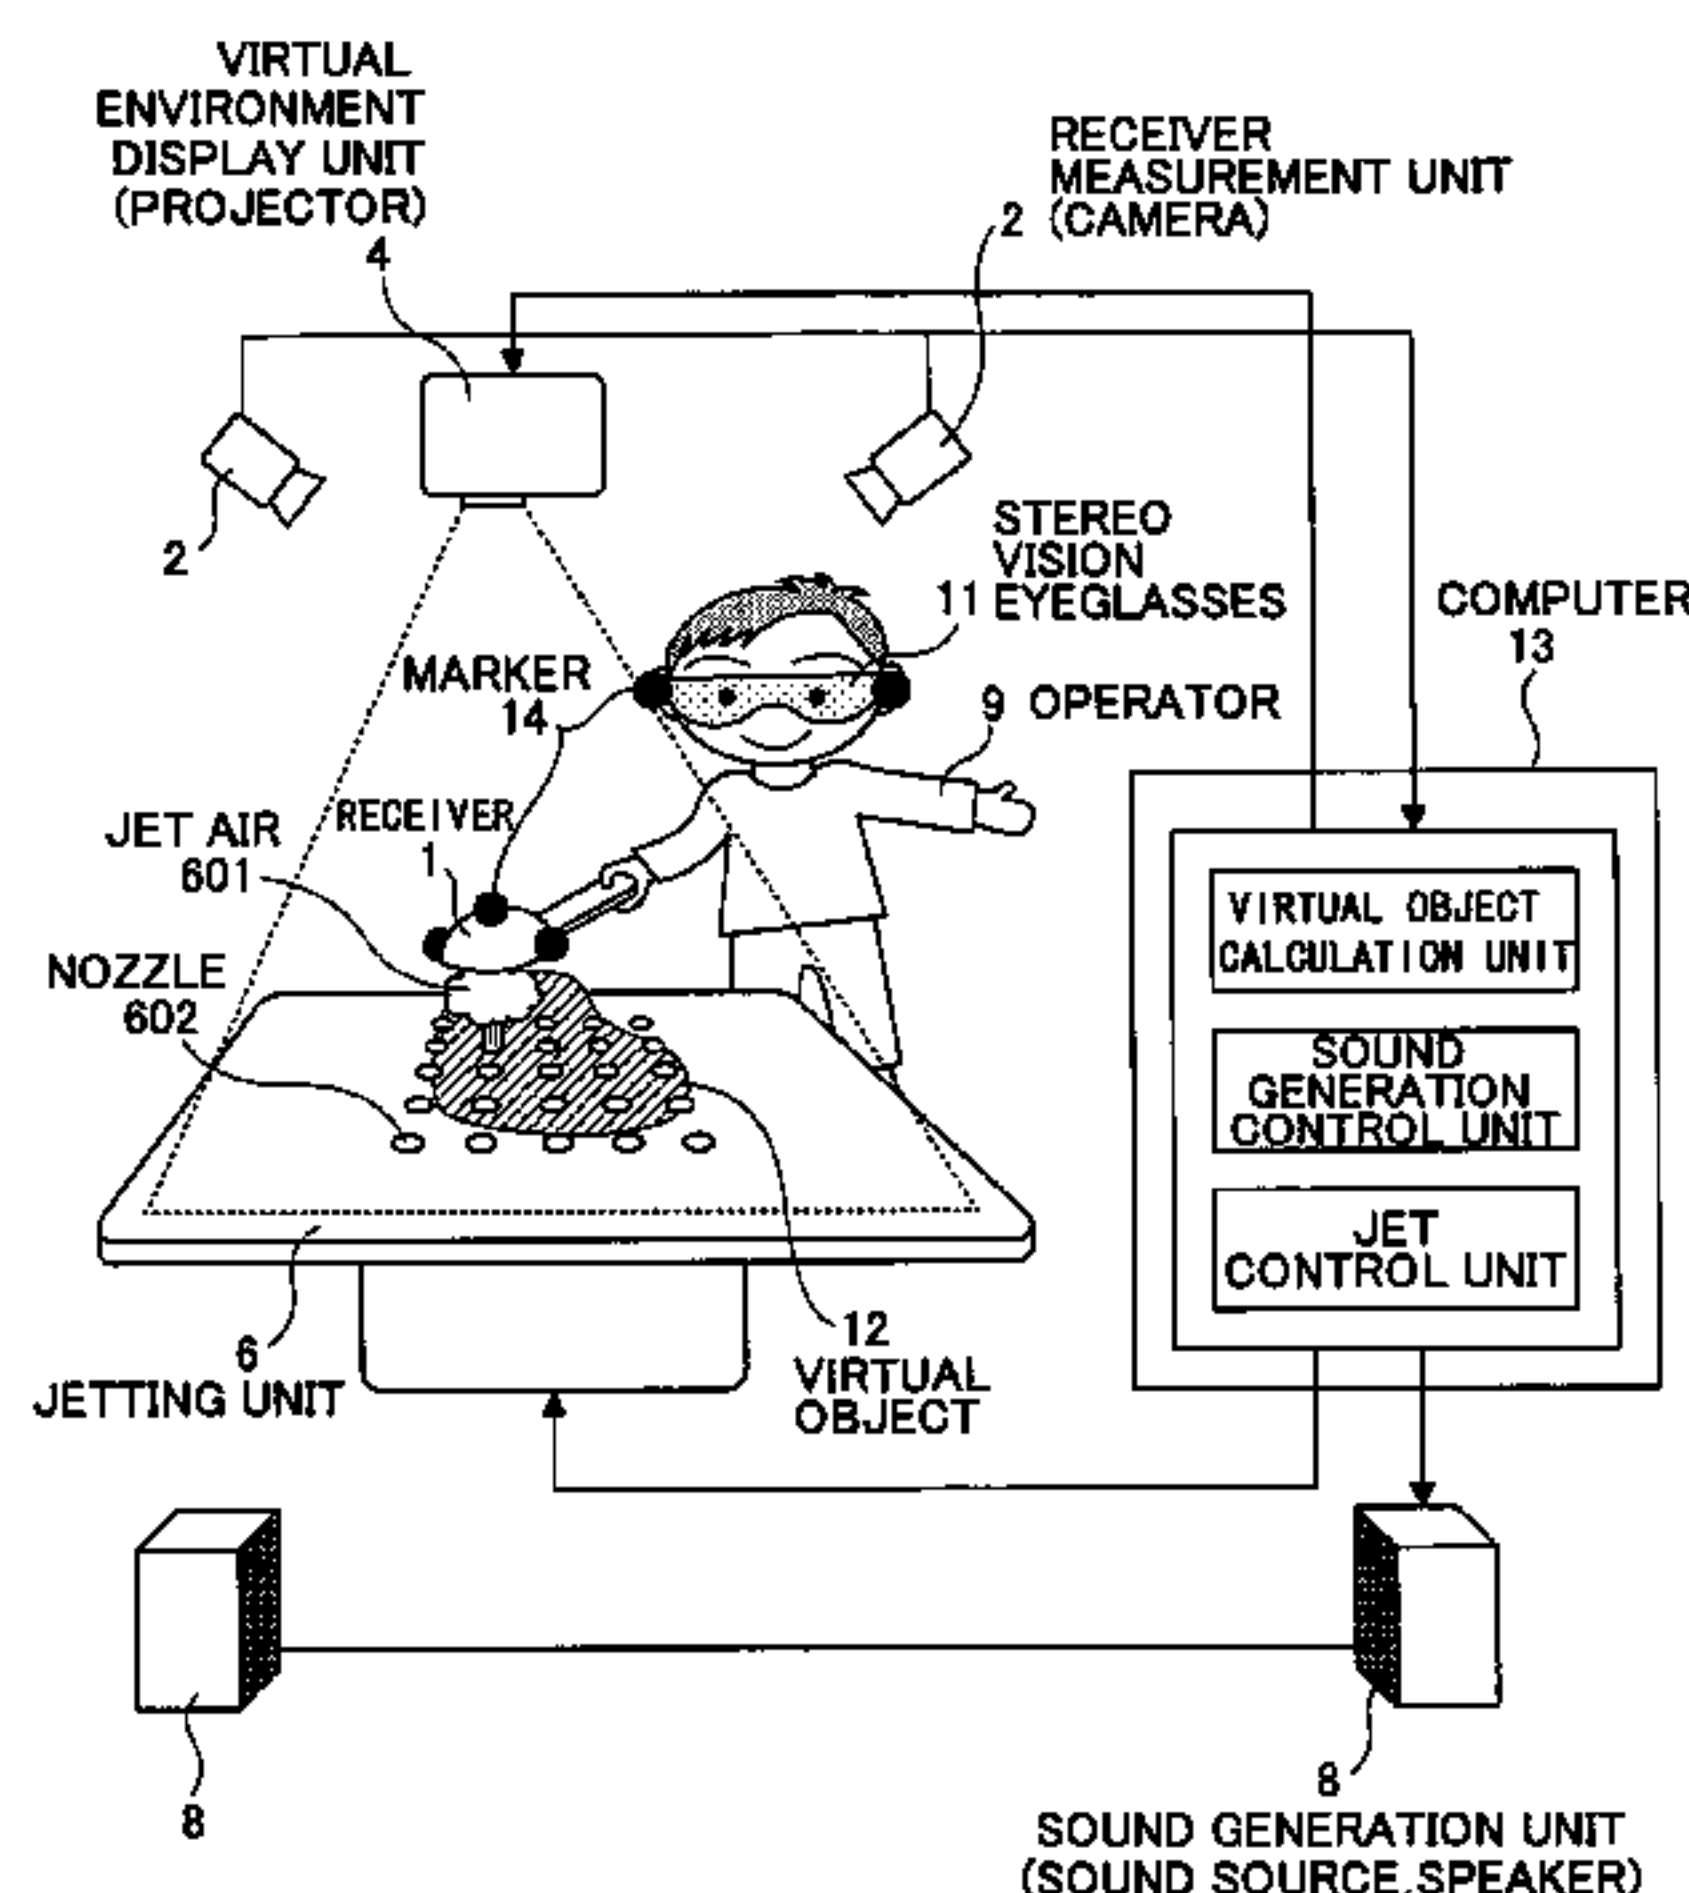 VIRTUAL
ENVIRONMENT
DISPLAY UNIT
(PROJECTOR)
4
RECEIVER
MEASUREMENT UNIT
2 (CAMERA)
2
STEREO
VISION
11 EYEGLASSES
COMPUTER
13
MARKER
14
9 OPERATOR
RECEIVER
1
JET AIR
601
NOZZLE
602
VIRTUAL OBJECT
CALCULATION UNIT
SOUND
GENERATION
CONTROL UNIT
JET
CONTROL UNIT
6
JETTING UNIT
12
VIRTUAL
OBJECT
8
8
SOUND GENERATION UNIT
(SOUND SOURCE,SPEAKER)